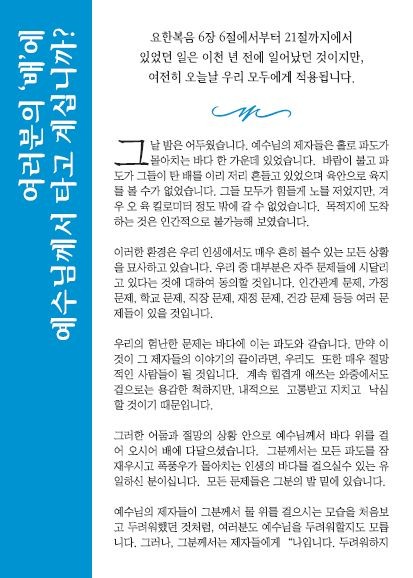 여러분의 ‘배’에
예수님께서 타고 계십니까?
요한복음 6장 6절에서부터 21절까지에서
있었던 일은 이천 년 전에 일어났던 것이지만,
여전히 오늘날 우리 모두에게 적용됩니다.
그날 밤은 어두웠습니다. 예수님의 제자들은 홀로 파도가
몰아치는 바다 한 가운데 있었습니다. 바람이 불고 파
도가 그들이 탄 배를 이리 저리 흔들고 있었으며 육안으로 육지
를 볼 수가 없었습니다. 그들 모두가 힘들게 노를 저었지만, 겨
우 오 육 킬로미터 정도 밖에 갈 수 없었습니다. 목적지에 도착
하는 것은 인간적으로 불가능해 보였습니다.
이러한 환경은 우리 인생에서도 매우 흔히 볼수 있는 모든 상황
을 묘사하고 있습니다. 우리 중 대부분은 자주 문제들에 시달리
고 있다는 것에 대하여 동의할 것입니다. 인간관계 문제, 가정
문제, 학교 문제, 직장 문제, 재정 문제, 건강 문제 등등 여러 문
제들이 있을 것입니다.
우리의 험난한 문제는 바다에 이는 파도와 같습니다. 만약 이
것이 그 제자들의 이야기의 끝이라면, 우리도 또한 매우 절망
적인 사람들이 될 것입니다. 계속 힘겹게 애쓰는 와중에서도
겉으로는 용감한 척하지만, 내적으로 고통받고 지치고 낙심
할 것이기 때문입니다.
그러한 어둠과 절망의 상황 안으로 예수님께서 바다 위를 걸
어 오시어 배에 다달으셨습니다. 그분께서는 모든 파도를 잠
재우시고 폭풍우가 몰아치는 인생의 바다를 걸으실수 있는 유
일하신 분이십니다. 모든 문제들은 그분의 발 밑에 있습니다.
예수님의 제자들이 그분께서 물 위를 걸으시는 모습을 처음보
고 두려워했던 것처럼, 여러분도 예수님을 두려워할지도 모릅
니다. 그러나, 그분께서는 제자들에게 “나입니다. 두려워하지